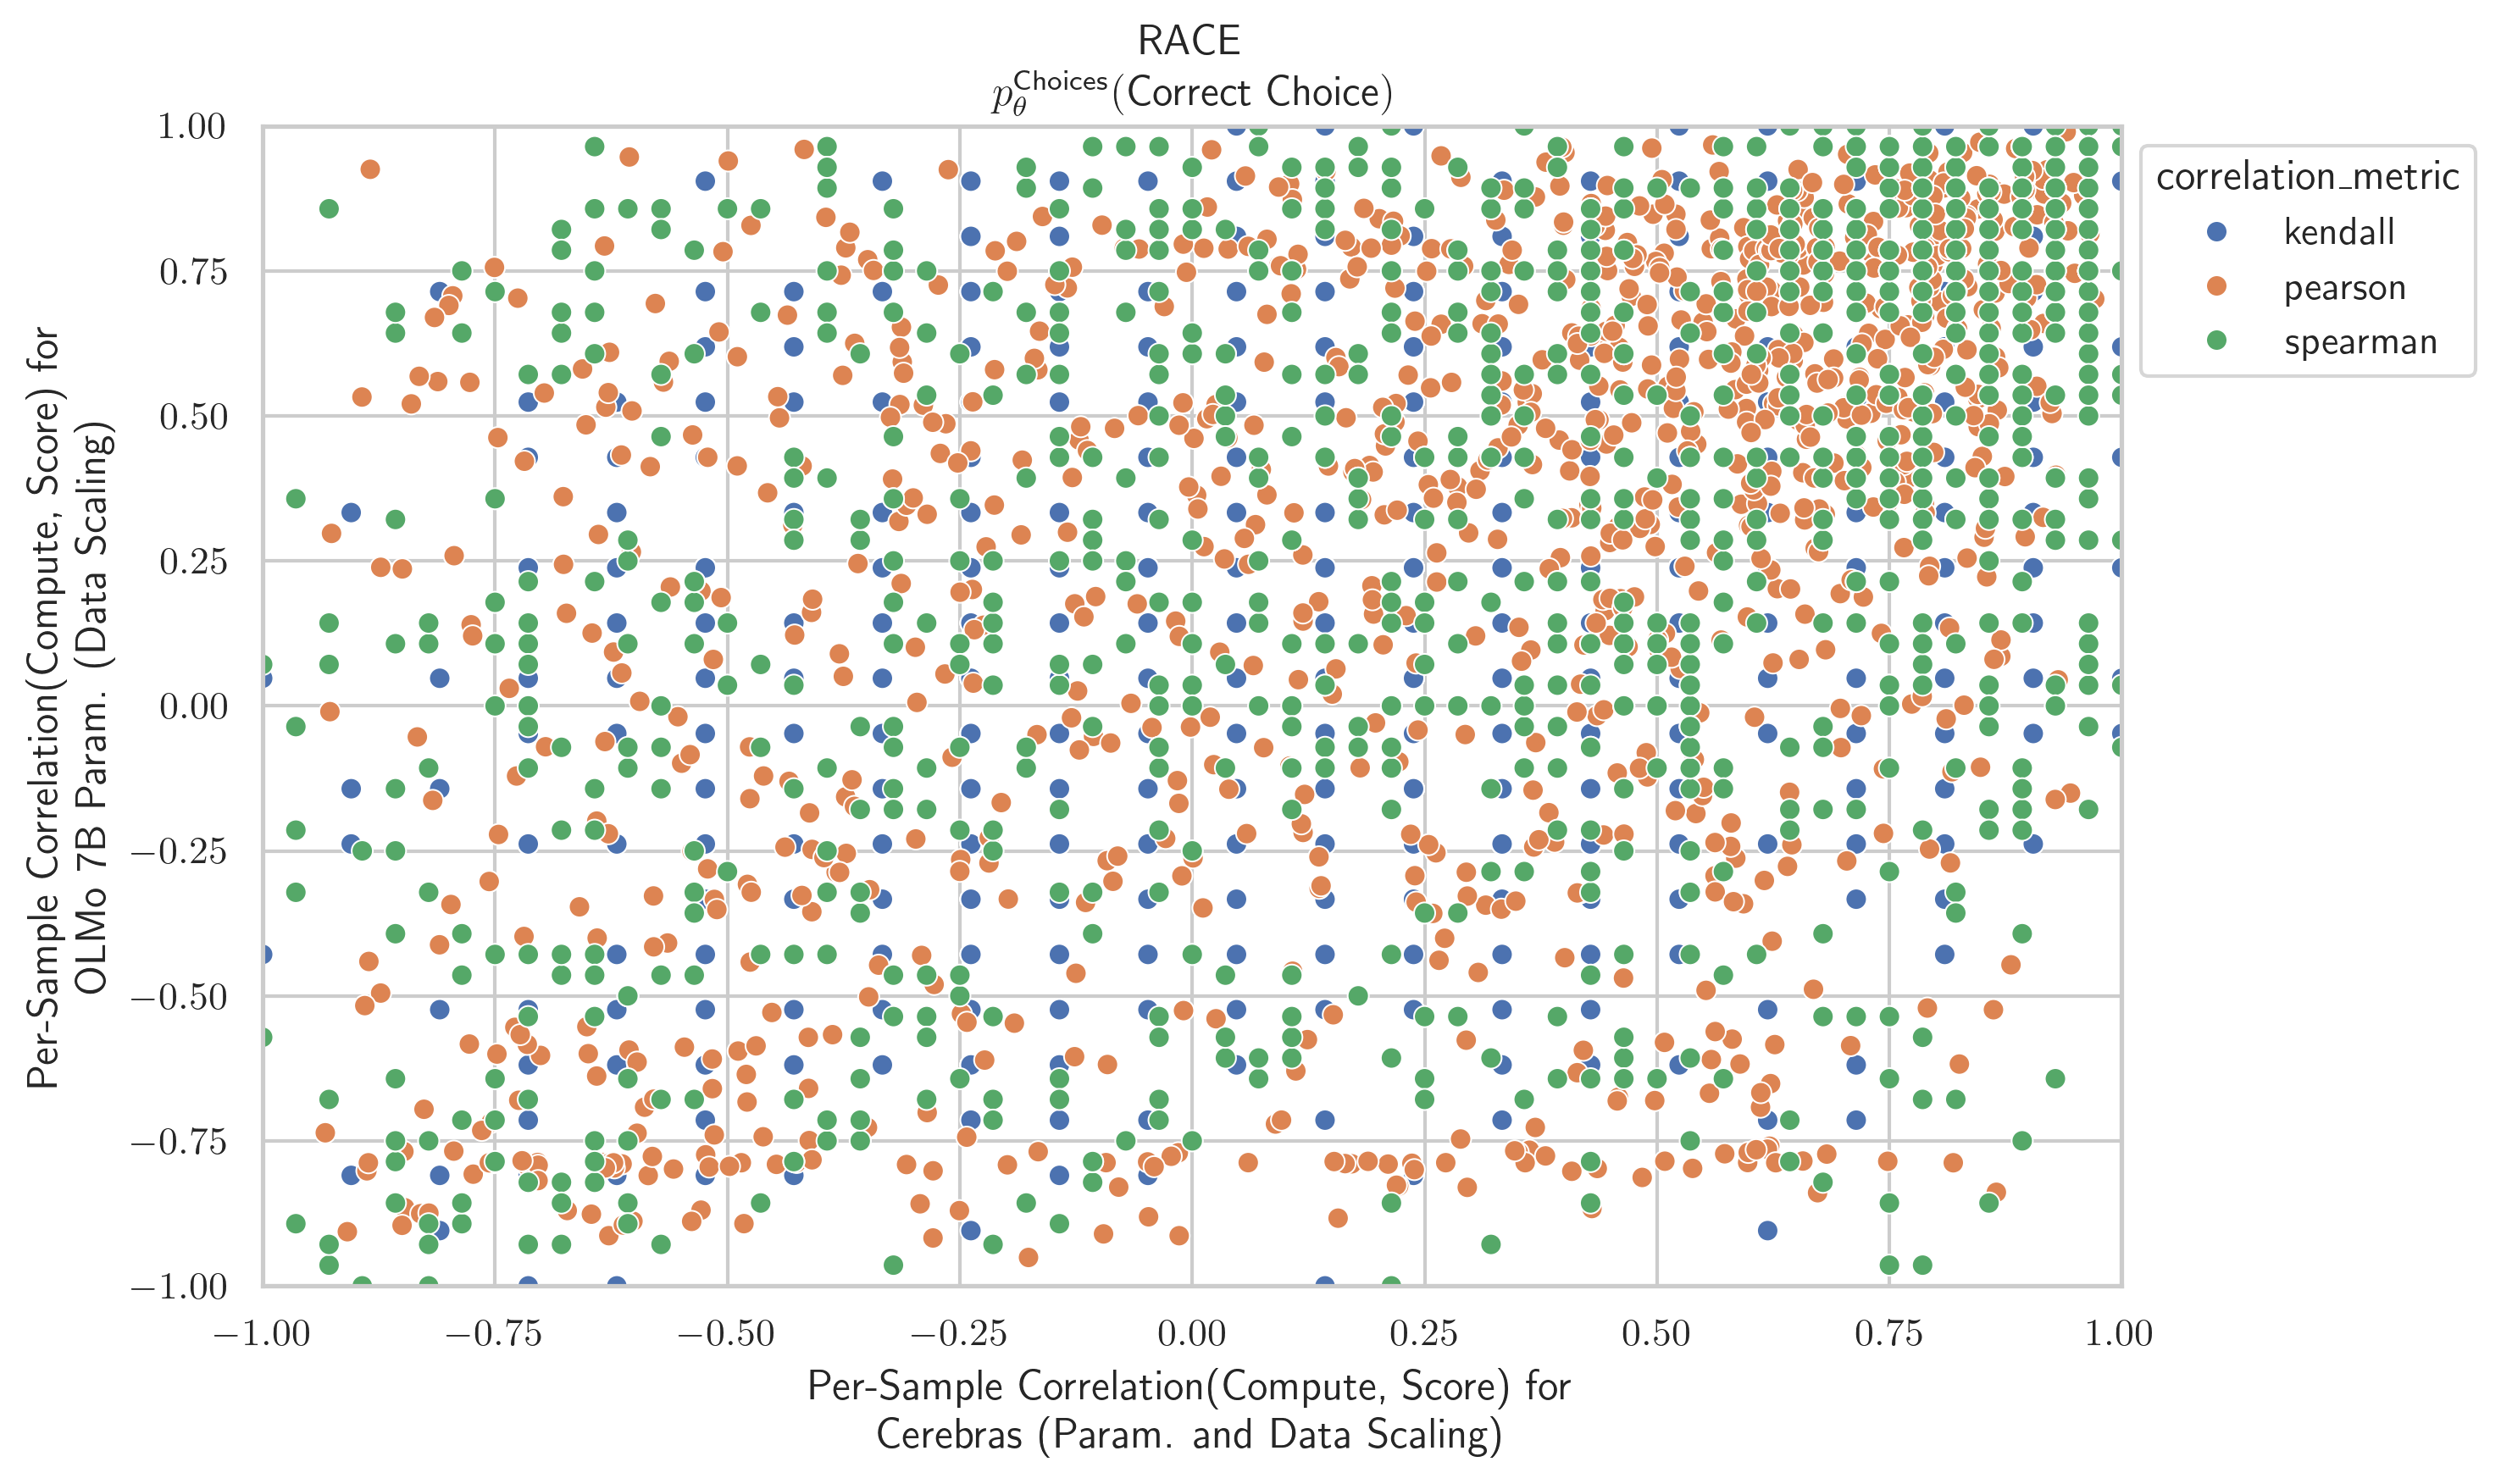 RACE
p_θ^Choices(Correct Choice)
Per-Sample Correlation(Compute, Score) for
OLMo 7B Param. (Data Scaling)
1.00
0.75
0.50
0.25
0.00
−0.25
−0.50
−0.75
−1.00
−1.00 −0.75 −0.50 −0.25 0.00 0.25 0.50 0.75 1.00
Per-Sample Correlation(Compute, Score) for
Cerebras (Param. and Data Scaling)
correlation_metric
kendall
pearson
spearman